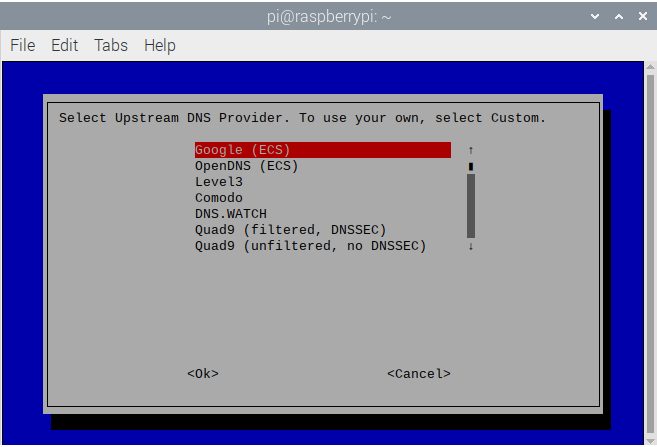 pi@raspberrypi: ~
File Edit Tabs Help
Select Upstream DNS Provider. To use your own, select Custom.
Google (ECS) ↑
OpenDNS (ECS)
Level3
Comodo
DNS.WATCH
Quad9 (filtered, DNSSEC)
Quad9 (unfiltered, no DNSSEC) ↓
<Ok> <Cancel>